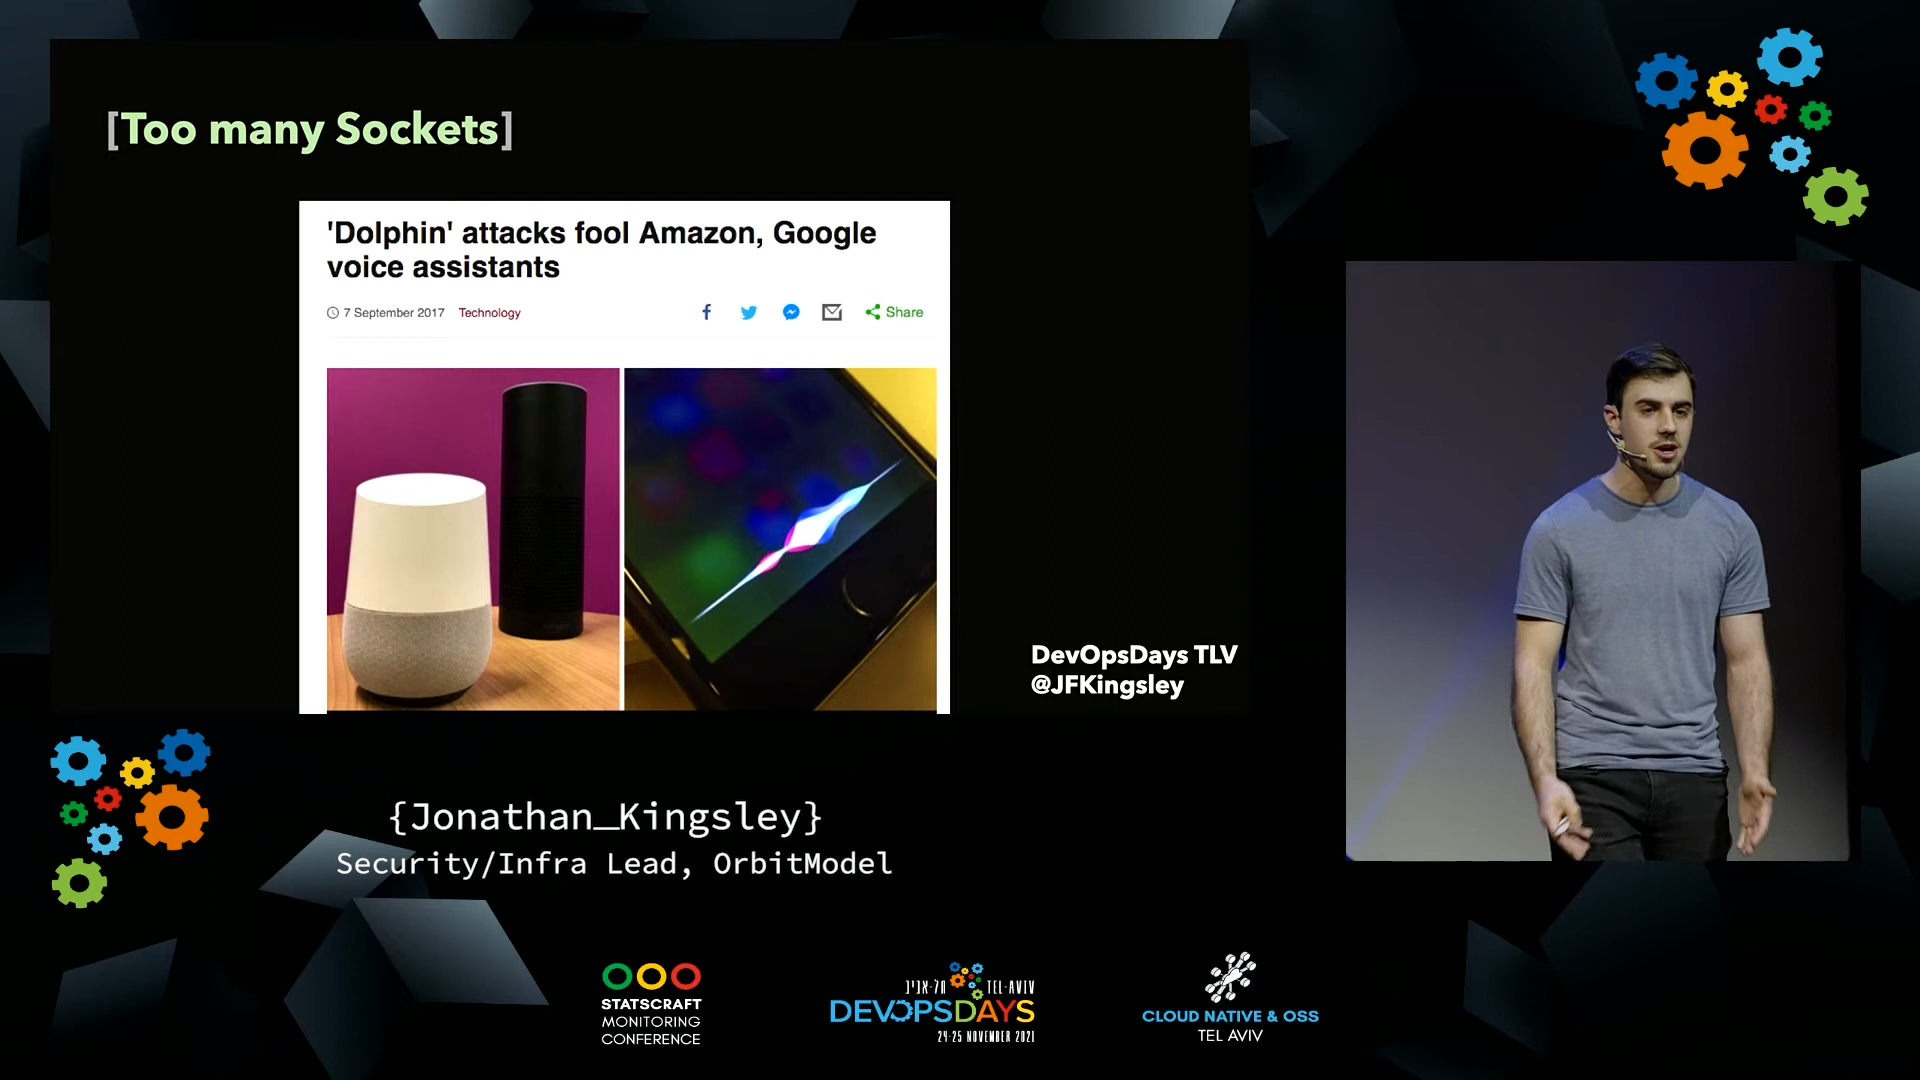 [Too many Sockets]
'Dolphin' attacks fool Amazon, Google
voice assistants
7 September 2017 Technology
Share
DevOpsDays TLV
@JFKingsley
{Jonathan_Kingsley}
Security/Infra Lead, OrbitModel
STATSCRAFT
MONITORING
CONFERENCE
תל-אביב TEL-AVIV
DEVOPSDAYS
24-25 NOVEMBER 2021
CLOUD NATIVE & OSS
TEL AVIV